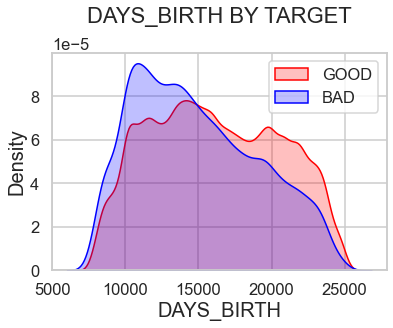 DAYS_BIRTH BY TARGET
1e−5
GOOD
BAD
8
6
4
2
0
Density
5000 10000 15000 20000 25000
DAYS_BIRTH